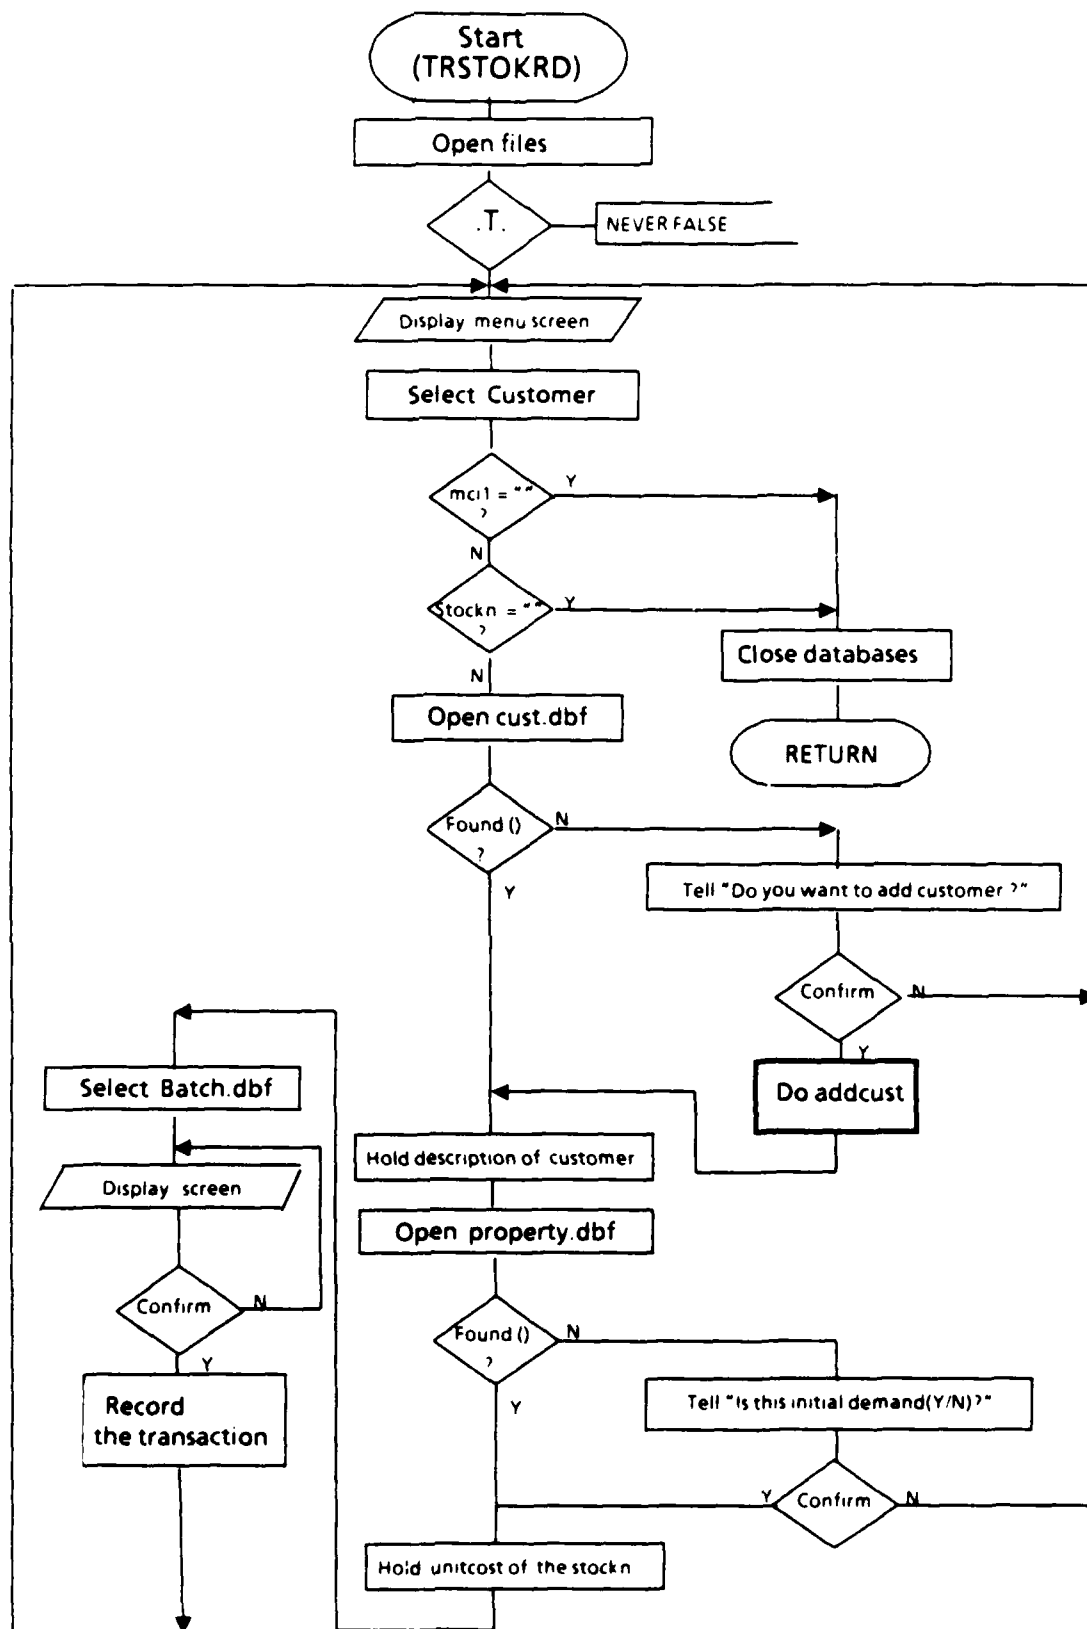 Start
(TRSTOKRD)
Open files
.T.
NEVER FALSE
Display menu screen
Select Customer
mci1 = ""
?
Y
N
Stockn = ""
?
Y
N
Close databases
Open cust.dbf
RETURN
Found ()
?
N
Y
Tell "Do you want to add customer ?"
Confirm
N
Y
Do addcust
Select Batch.dbf
Hold description of customer
Display screen
Open property.dbf
Confirm
N
Y
Found ()
?
N
Y
Record
the transaction
Tell "Is this initial demand(Y/N)?"
Y
Confirm
N
Hold unitcost of the stockn